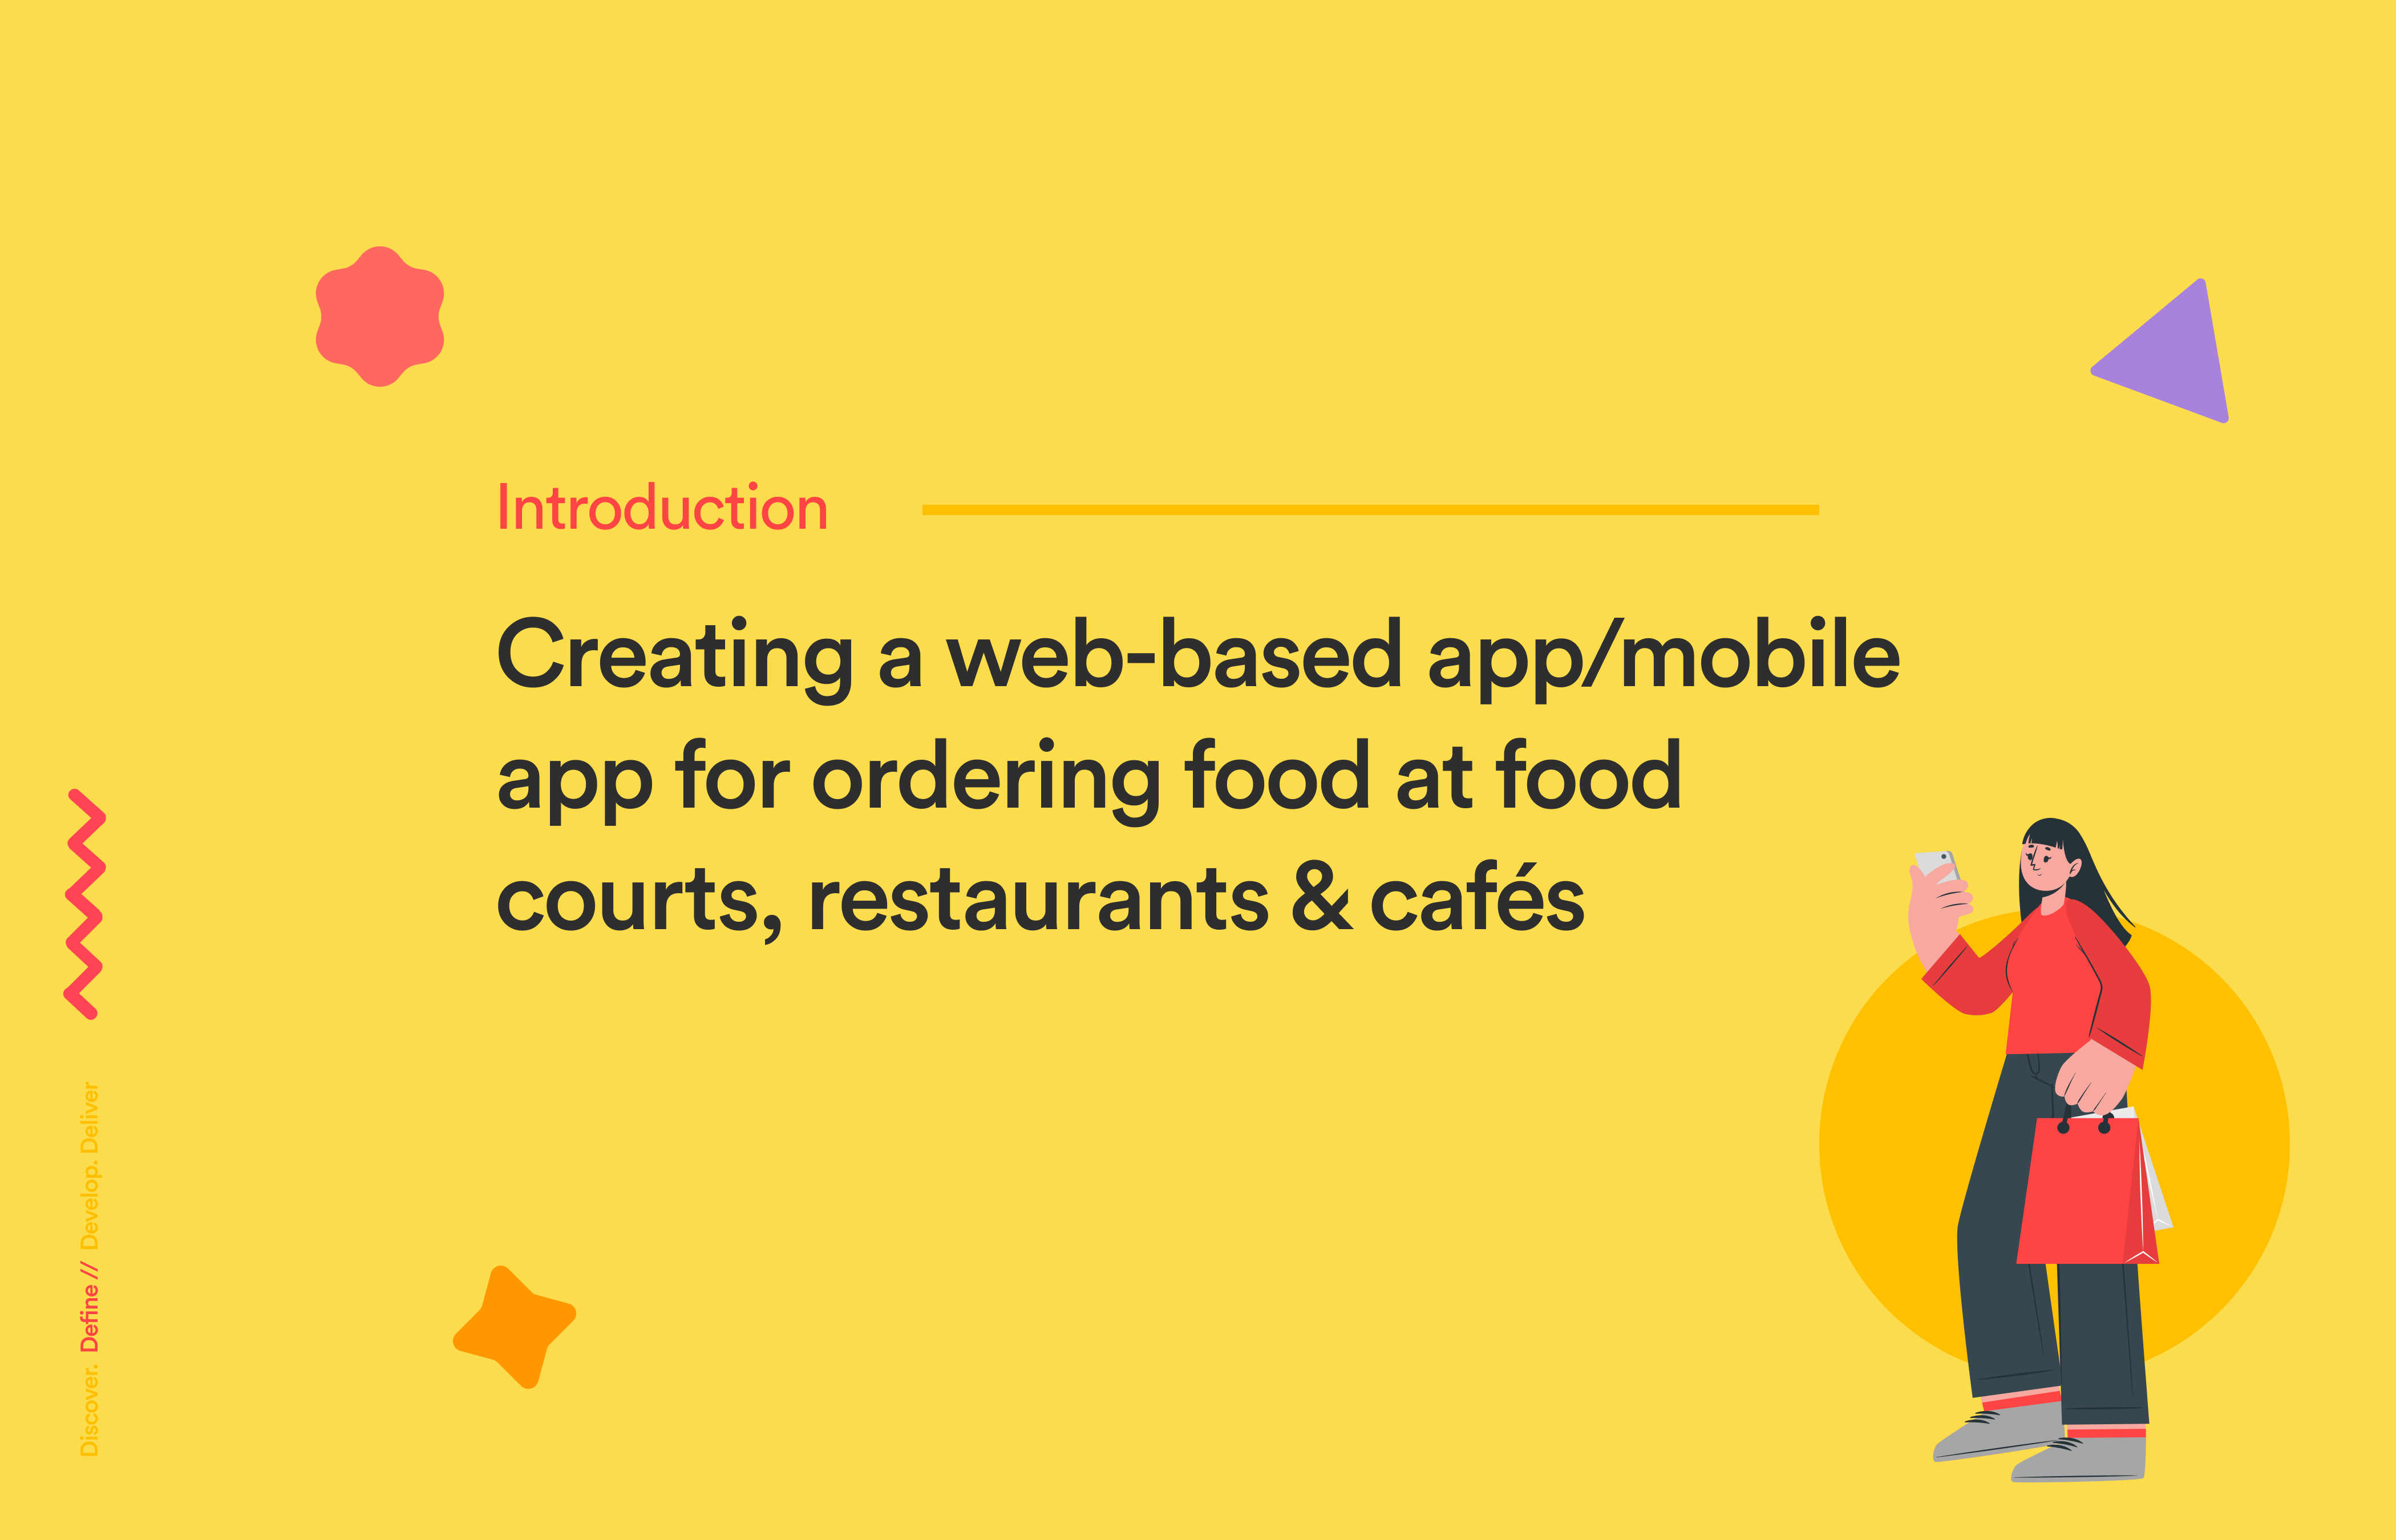 Introduction
Creating a web-based app/mobile
app for ordering food at food
courts, restaurants & cafés
Discover. Define // Develop. Deliver